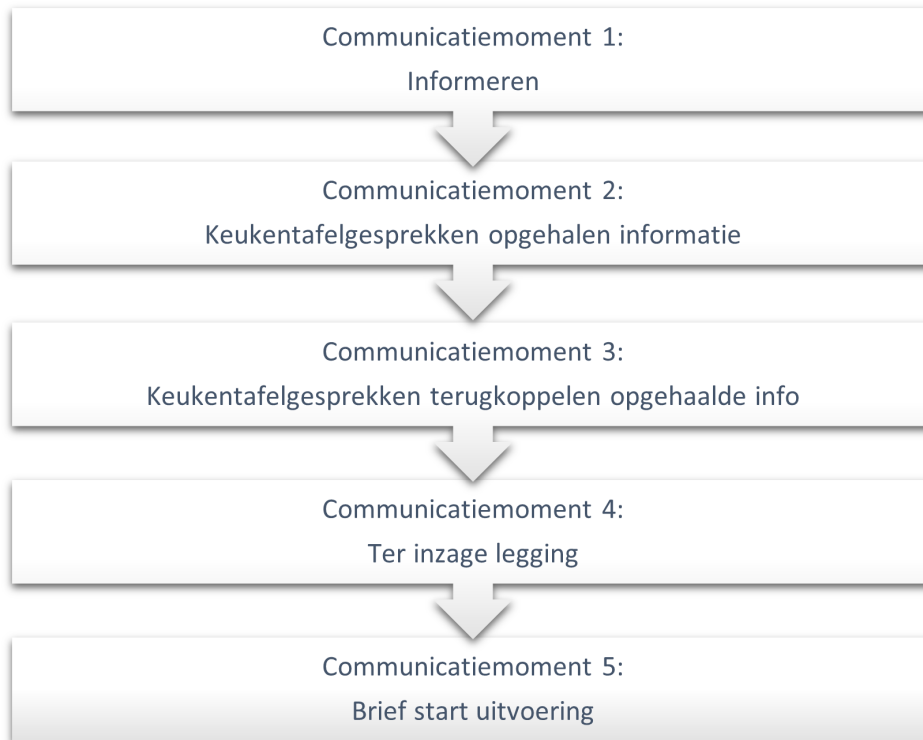 Communicatiemoment 1:
Informeren
Communicatiemoment 2:
Keukentafelgesprekken opgehalen informatie
Communicatiemoment 3:
Keukentafelgesprekken terugkoppelen opgehaalde info
Communicatiemoment 4:
Ter inzage legging
Communicatiemoment 5:
Brief start uitvoering